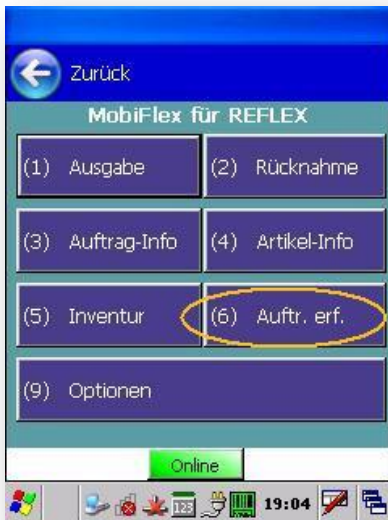 Zurück
MobiFlex für REFLEX
(1) Ausgabe
(2) Rücknahme
(3) Auftrag-Info
(4) Artikel-Info
(5) Inventur
(6) Auftr. erf.
(9) Optionen
Online
123
19:04